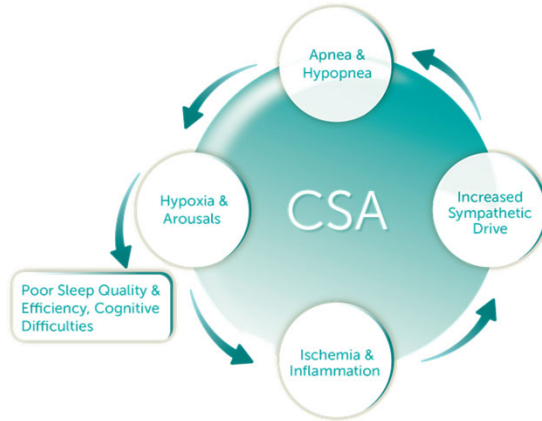 Apnea &
Hypopnea
Hypoxia &
Arousals
CSA
Increased
Sympathetic
Drive
Poor Sleep Quality &
Efficiency, Cognitive
Difficulties
Ischemia &
Inflammation